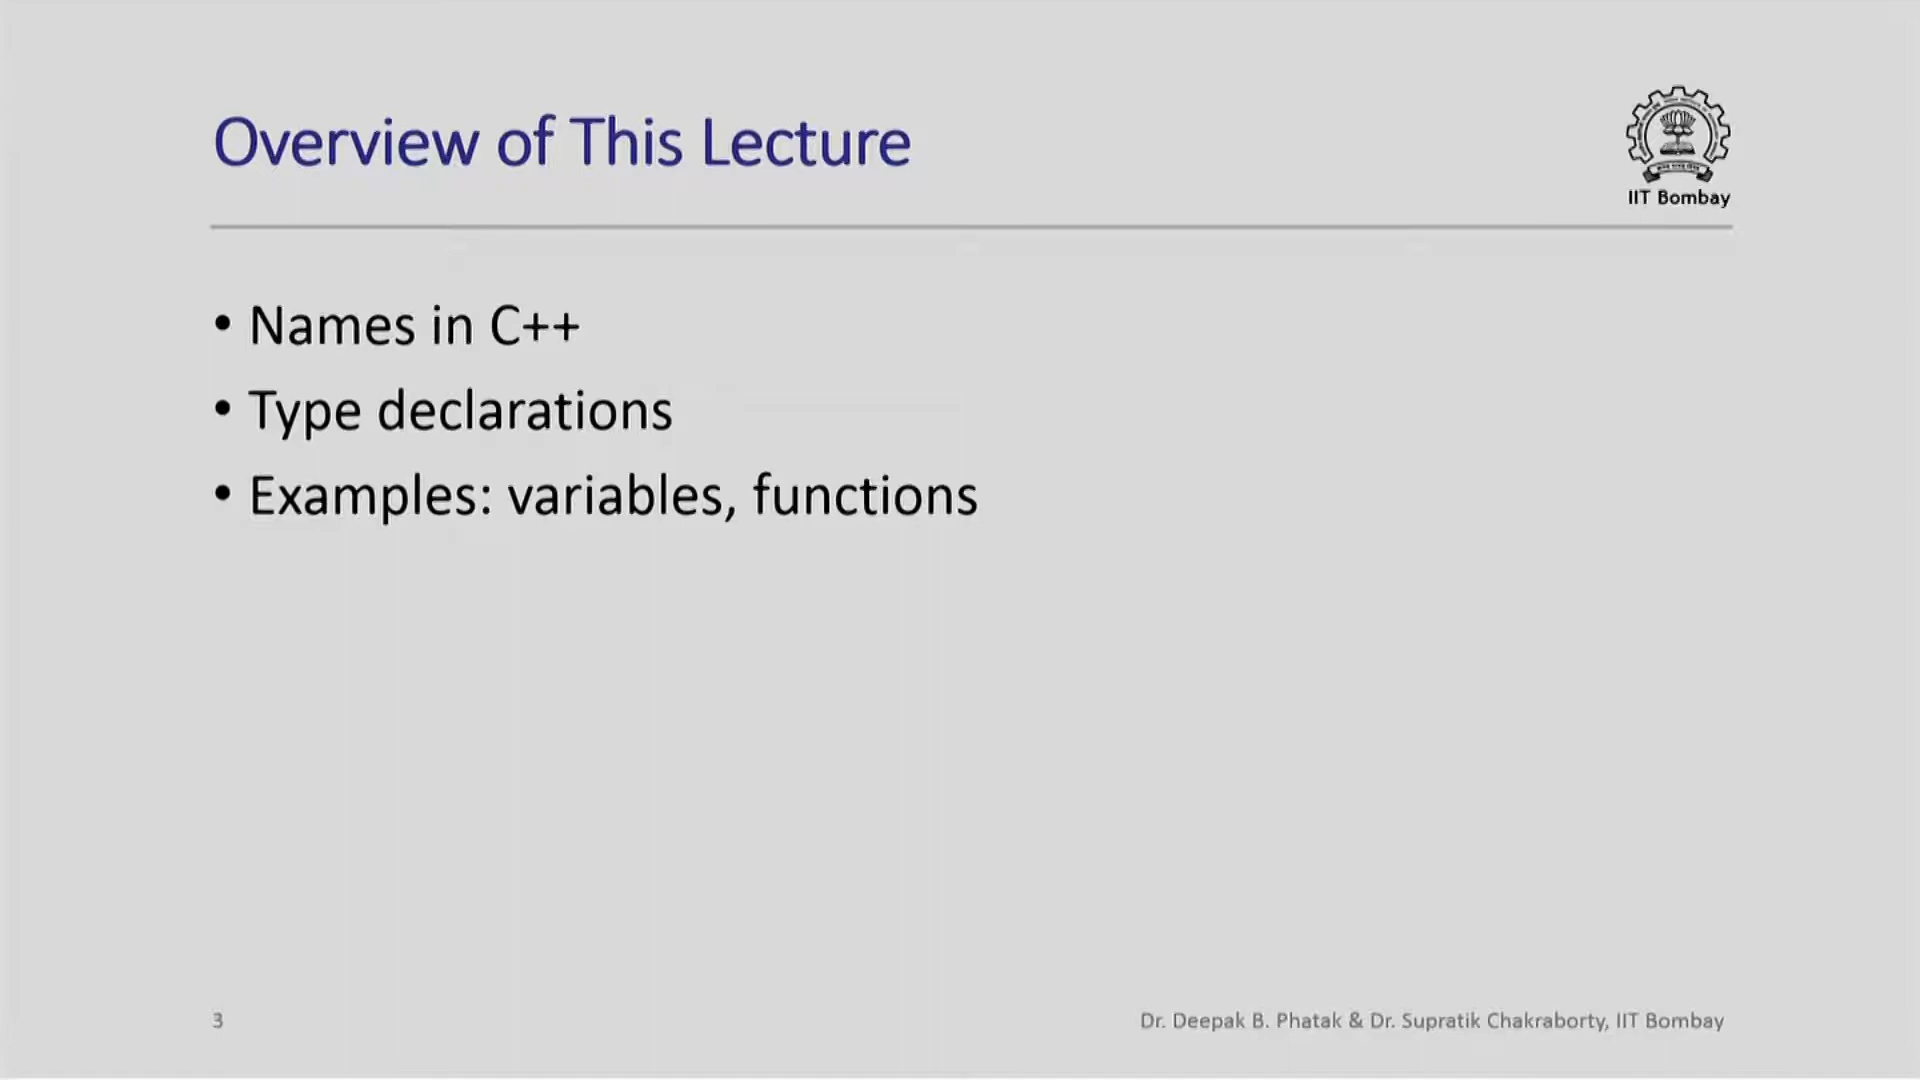 Overview of This Lecture
IIT Bombay
• Names in C++
• Type declarations
• Examples: variables, functions
3
Dr. Deepak B. Phatak & Dr. Supratik Chakraborty, IIT Bombay